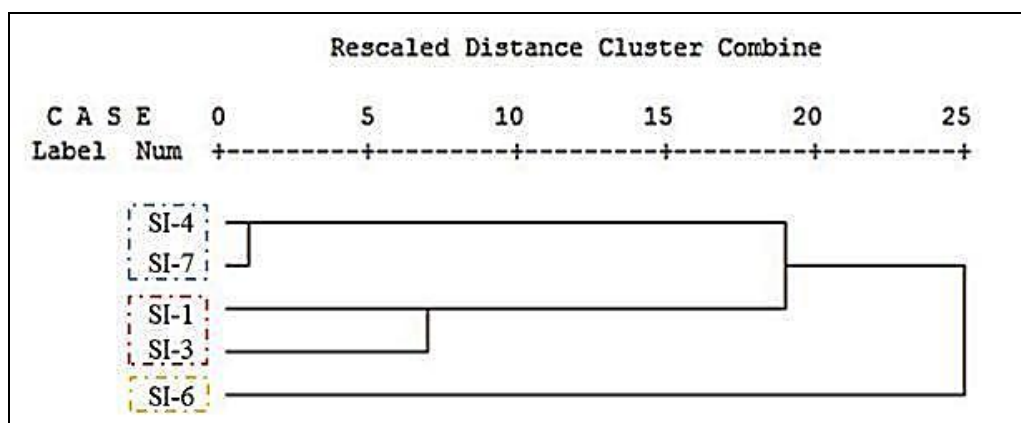 Rescaled Distance Cluster Combine
C A S E 0 5 10 15 20 25
Label Num +---------+---------+---------+---------+---------+
SI-4
SI-7
SI-1
SI-3
SI-6